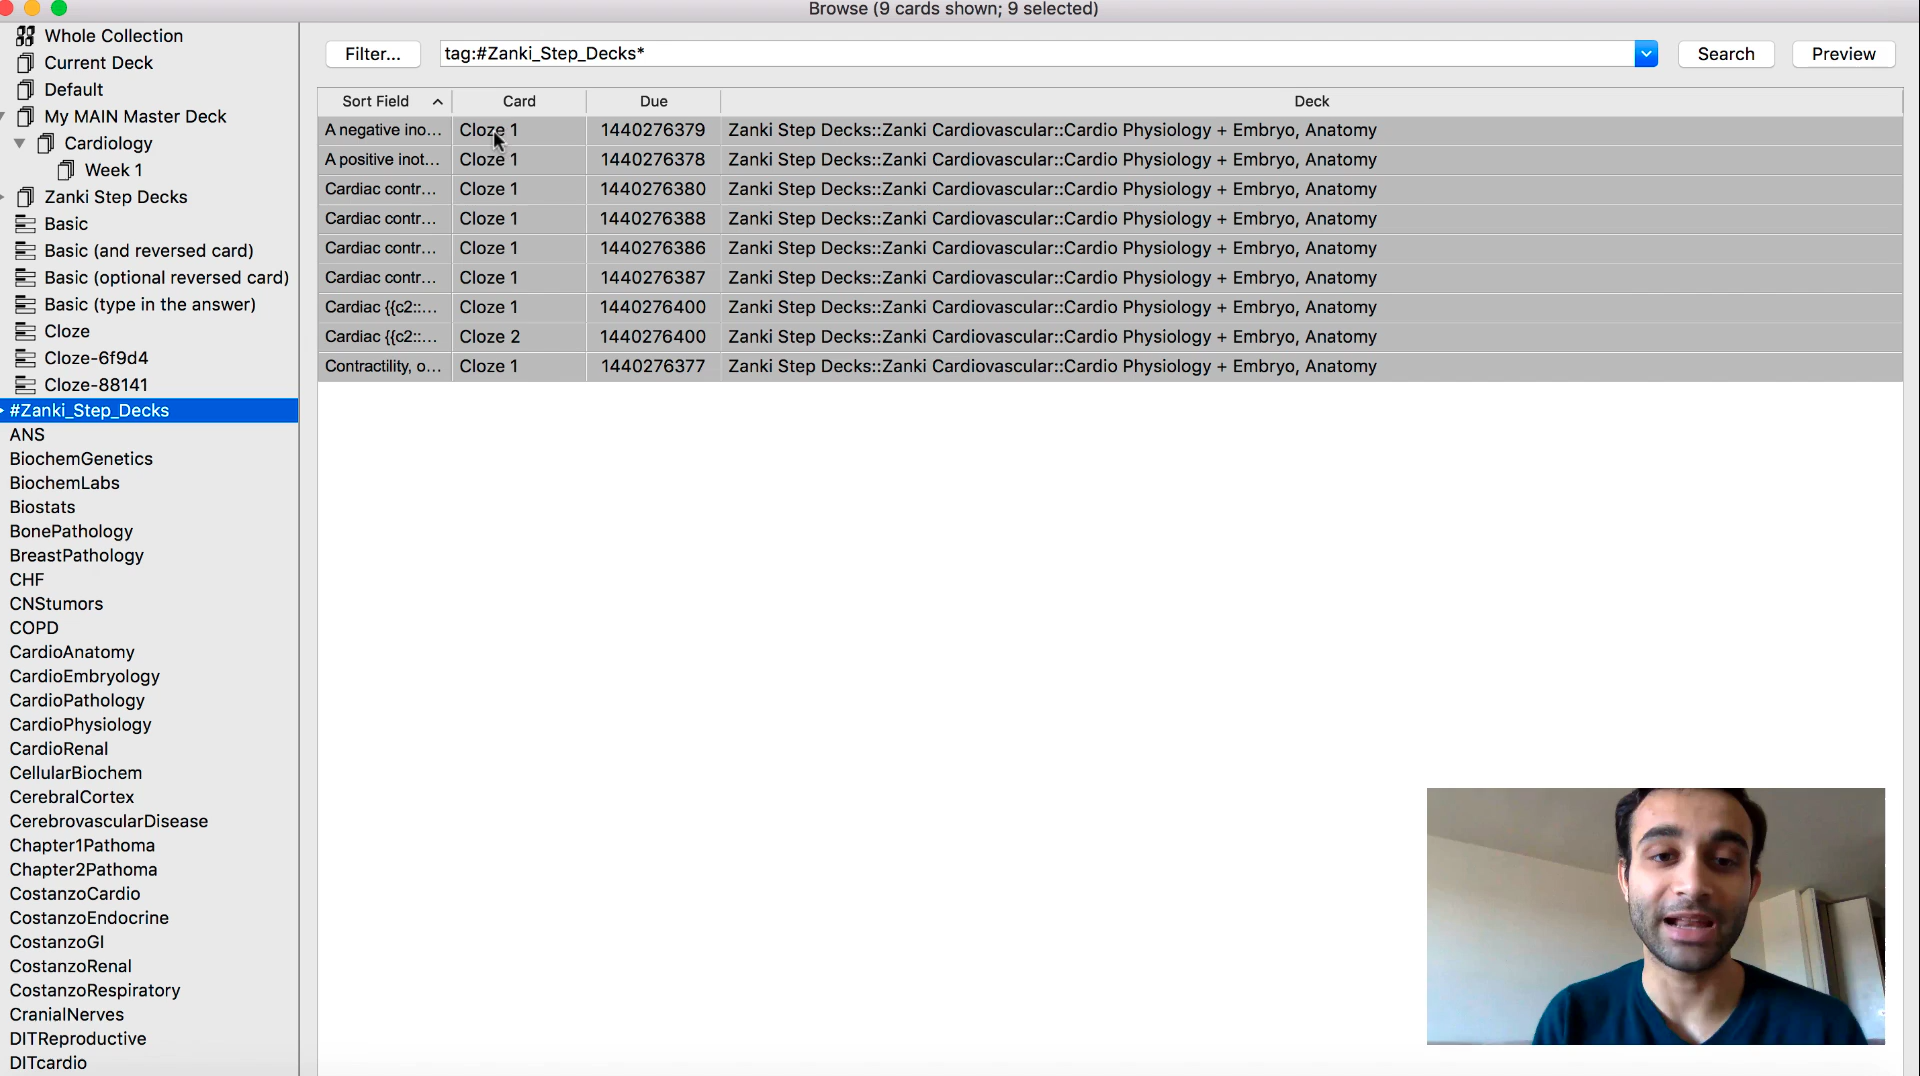 Browse (9 cards shown; 9 selected)
Whole Collection
Current Deck
Default
My MAIN Master Deck
Cardiology
Week 1
Zanki Step Decks
Basic
Basic (and reversed card)
Basic (optional reversed card)
Basic (type in the answer)
Cloze
Cloze-6f9d4
Cloze-88141
#Zanki_Step_Decks
ANS
BiochemGenetics
BiochemLabs
Biostats
BonePathology
BreastPathology
CHF
CNStumors
COPD
CardioAnatomy
CardioEmbryology
CardioPathology
CardioPhysiology
CardioRenal
CellularBiochem
CerebralCortex
CerebrovascularDisease
Chapter1Pathoma
Chapter2Pathoma
CostanzoCardio
CostanzoEndocrine
CostanzoGI
CostanzoRenal
CostanzoRespiratory
CranialNerves
DITReproductive
DITcardio
Filter... tag:#Zanki_Step_Decks* Search Preview
Sort Field Card Due Deck
A negative ino... Cloze 1 1440276379 Zanki Step Decks::Zanki Cardiovascular::Cardio Physiology + Embryo, Anatomy
A positive inot... Cloze 1 1440276378 Zanki Step Decks::Zanki Cardiovascular::Cardio Physiology + Embryo, Anatomy
Cardiac contr... Cloze 1 1440276380 Zanki Step Decks::Zanki Cardiovascular::Cardio Physiology + Embryo, Anatomy
Cardiac contr... Cloze 1 1440276388 Zanki Step Decks::Zanki Cardiovascular::Cardio Physiology + Embryo, Anatomy
Cardiac contr... Cloze 1 1440276386 Zanki Step Decks::Zanki Cardiovascular::Cardio Physiology + Embryo, Anatomy
Cardiac contr... Cloze 1 1440276387 Zanki Step Decks::Zanki Cardiovascular::Cardio Physiology + Embryo, Anatomy
Cardiac {{c2::... Cloze 1 1440276400 Zanki Step Decks::Zanki Cardiovascular::Cardio Physiology + Embryo, Anatomy
Cardiac {{c2::... Cloze 2 1440276400 Zanki Step Decks::Zanki Cardiovascular::Cardio Physiology + Embryo, Anatomy
Contractility, o... Cloze 1 1440276377 Zanki Step Decks::Zanki Cardiovascular::Cardio Physiology + Embryo, Anatomy